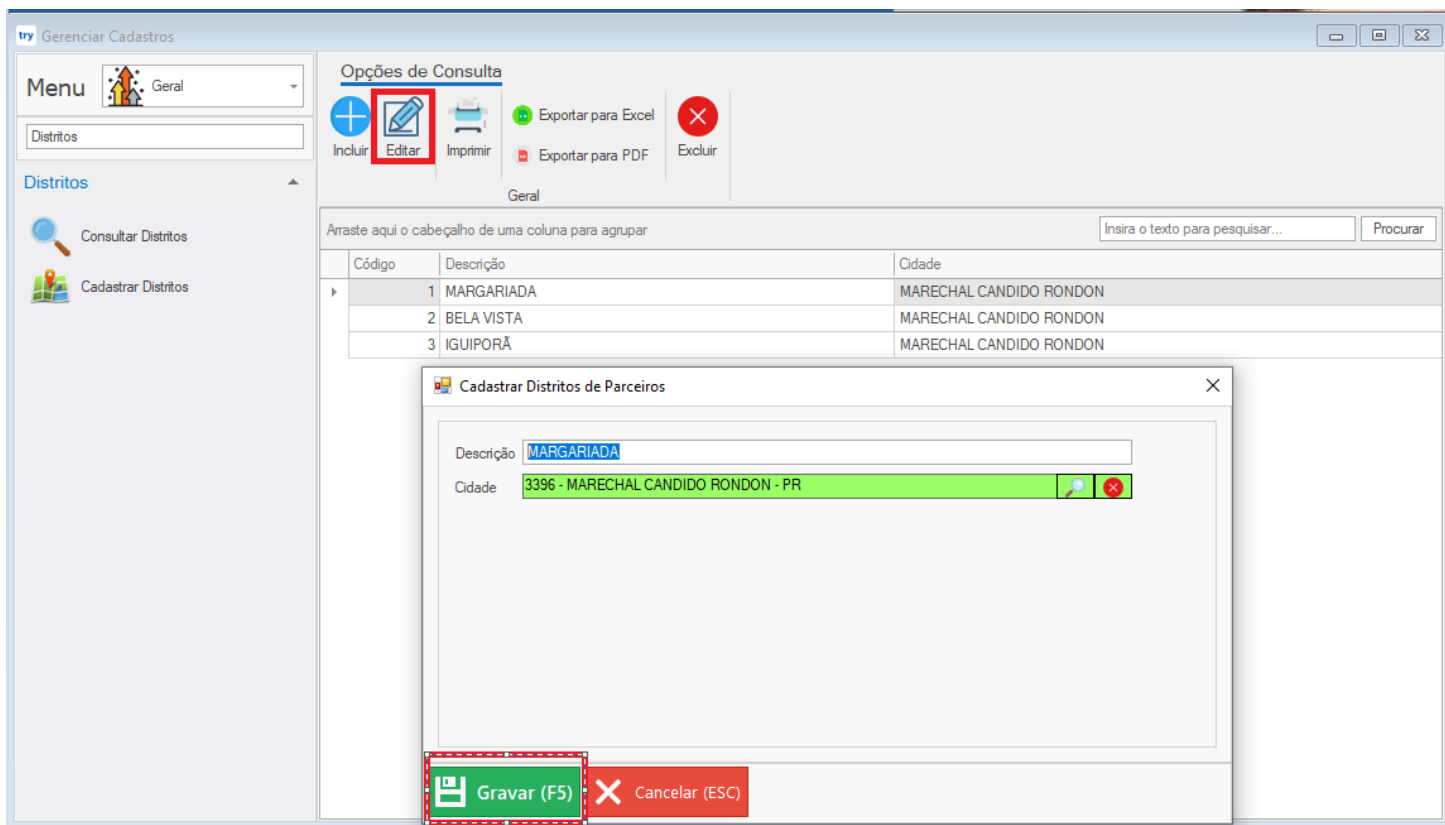 try Gerenciar Cadastros
Menu Geral
Distritos
Distritos
Consultar Distritos
Cadastrar Distritos
Opções de Consulta
Incluir
Editar
Imprimir
Exportar para Excel
Exportar para PDF
Excluir
Geral
Arraste aqui o cabeçalho de uma coluna para agrupar
Insira o texto para pesquisar... Procurar
Código Descrição Cidade
1 MARGARIADA MARECHAL CANDIDO RONDON
2 BELA VISTA MARECHAL CANDIDO RONDON
3 IGUIPORÃ MARECHAL CANDIDO RONDON
Cadastrar Distritos de Parceiros
Descrição MARGARIADA
Cidade 3396 - MARECHAL CANDIDO RONDON - PR
Gravar (F5) Cancelar (ESC)